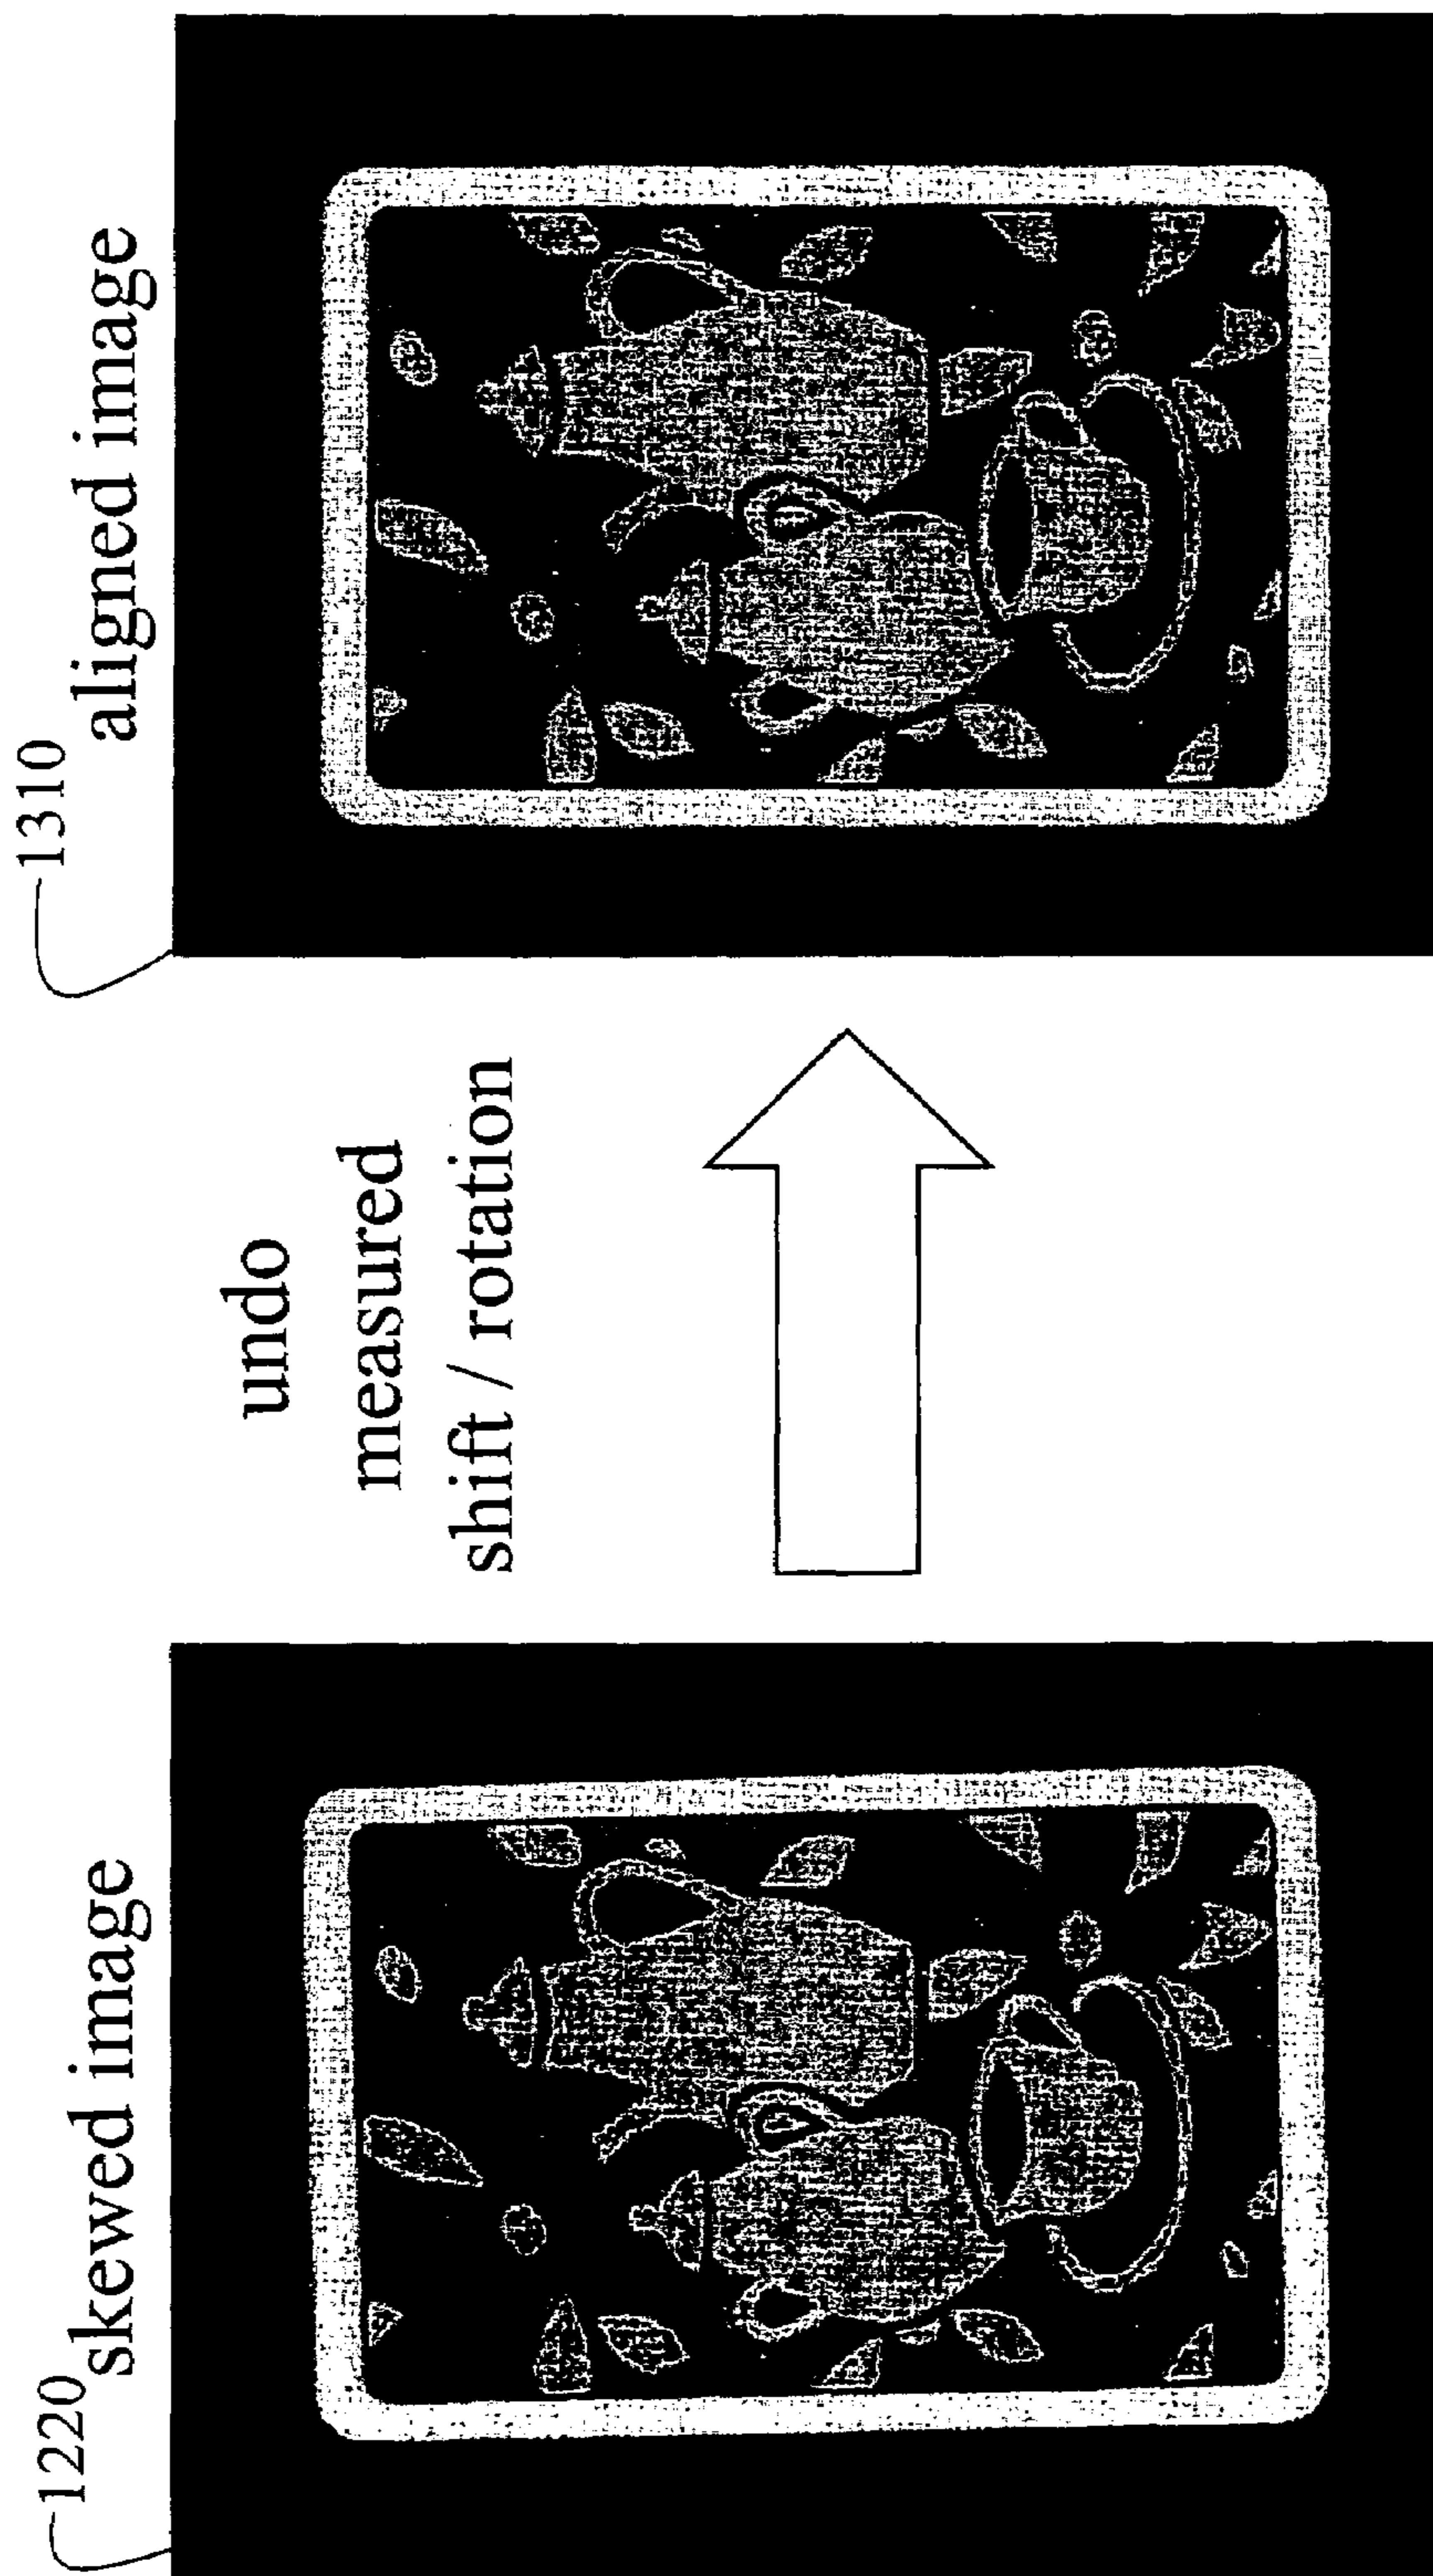 1220
skewed image
undo
measured
shift / rotation
1310
aligned image